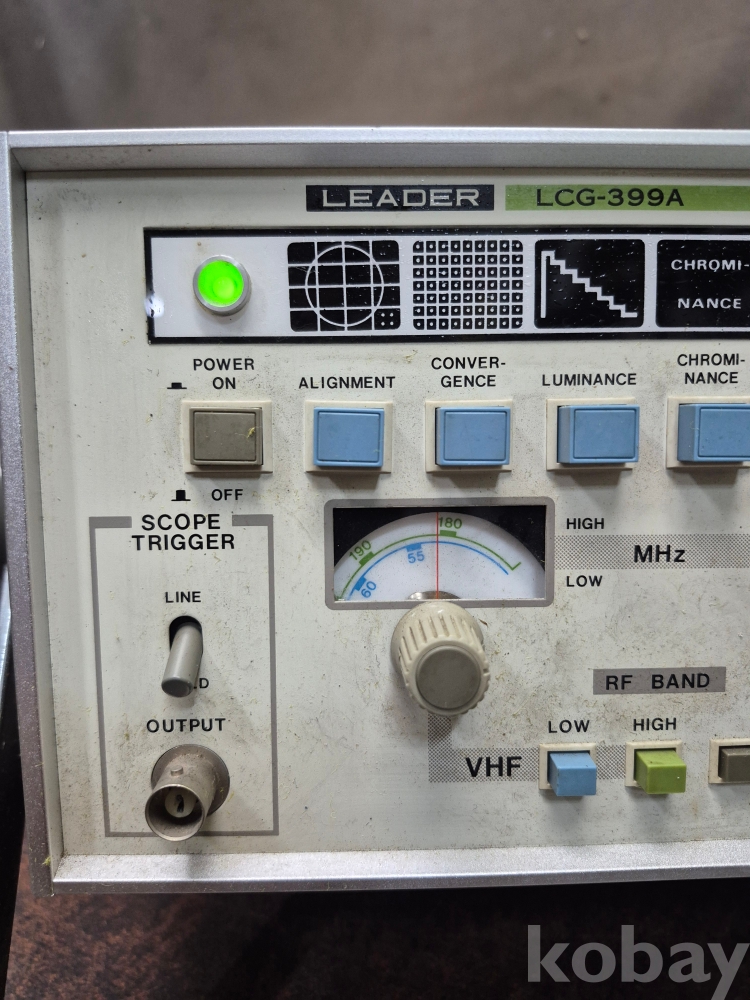 LEADER LCG-399A
CHROMI-
NANCE
POWER
ON
ALIGNMENT
CONVER-
GENCE
LUMINANCE
CHROMI-
NANCE
OFF
SCOPE
TRIGGER
LINE
OUTPUT
190 180
60 55
HIGH
MHz
LOW
RF BAND
LOW HIGH
VHF
kobay